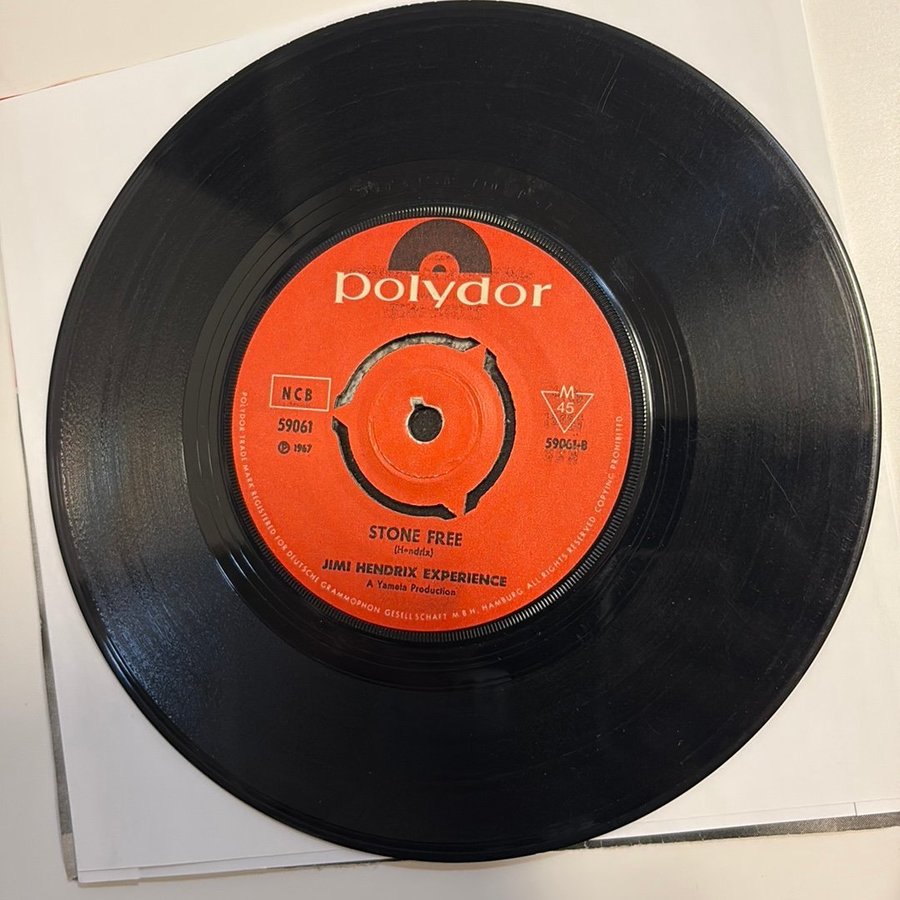 polydor
NCB
59061
Ⓟ 1967
M
45
59061-B
STONE FREE
(Hendrix)
JIMI HENDRIX EXPERIENCE
A Yameta Production
POLYDOR TRADE MARK REGISTERED FOR DEUTSCHE GRAMMOPHON GESELLSCHAFT M.B.H. HAMBURG ALL RIGHTS RESERVED COPYING PROHIBITED